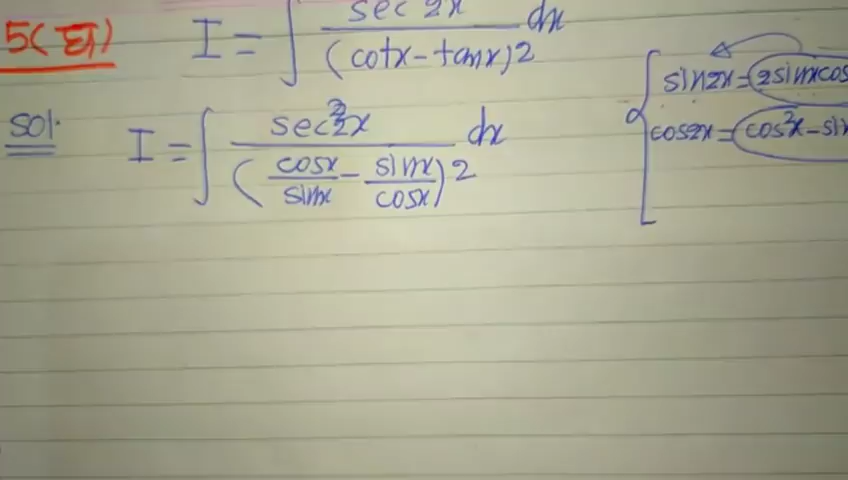 5(घ) I = ∫ sec 2x / (cotx - tanx)2 dx
sin2x = 2sinxcos
Sol. I = ∫ sec²2x / (cosx/sinx - sinx/cosx)2 dx
cos2x = cos²x - sin